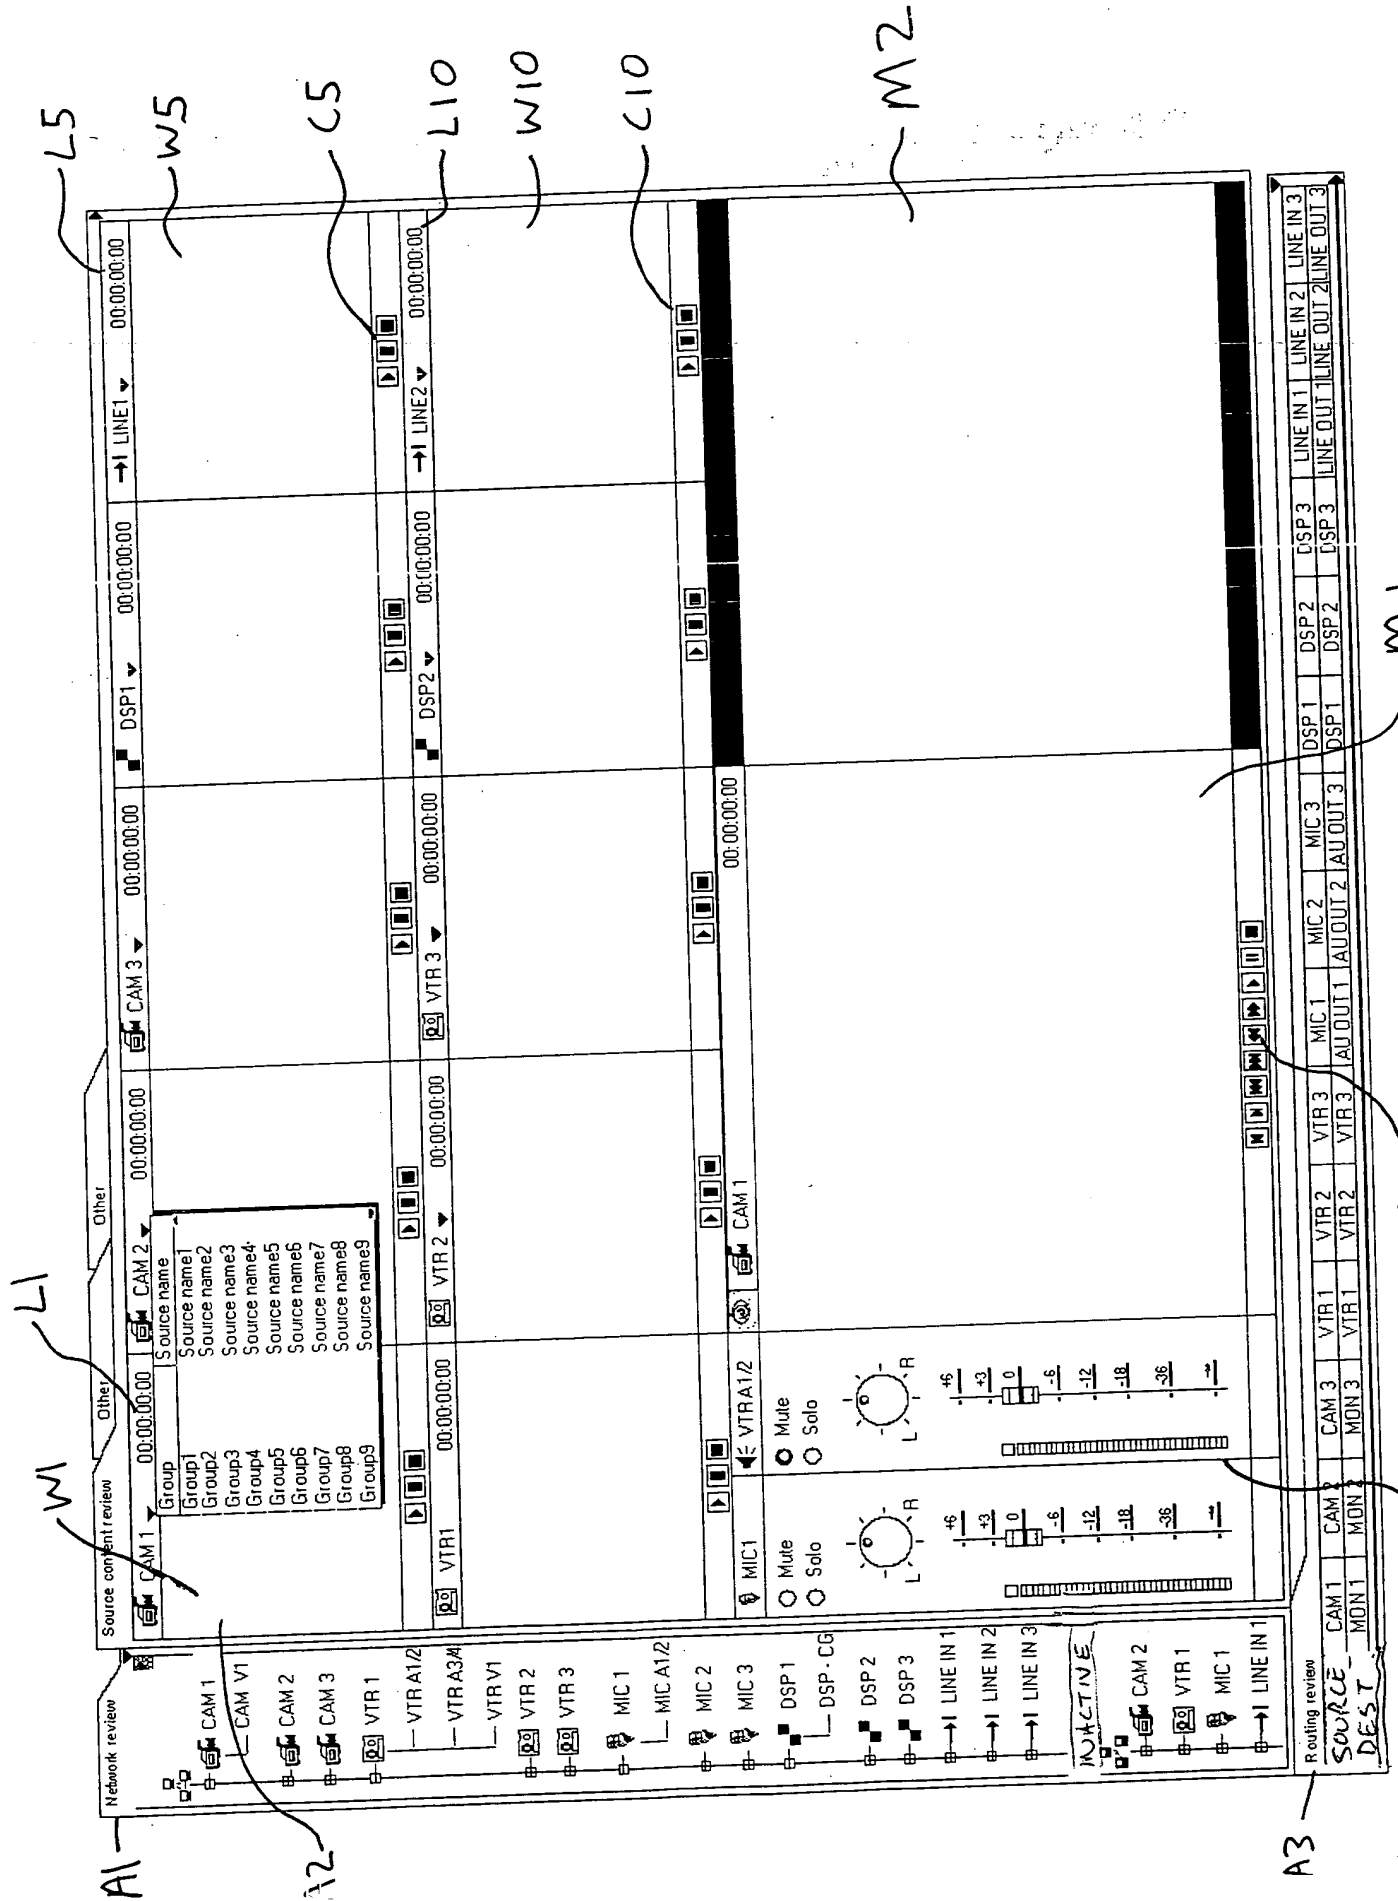 L5
W5
C5
L10
W10
C10
M2
L1
W1
A1
A2
A3
Network review
CAM 1
CAM V1
CAM 2
CAM 3
VTR 1
VTR A1/2
VTR A3/4
VTR V1
VTR 2
VTR 3
MIC 1
MIC A1/2
MIC 2
MIC 3
DSP 1
DSP - CG
DSP 2
DSP 3
LINE IN 1
LINE IN 2
LINE IN 3
INACTIVE
CAM 2
VTR 1
MIC 1
LINE IN 1
Source content review Other Other
CAM 1 00:00:00:00 CAM 2 00:00:00:00 CAM 3 00:00:00:00 DSP1 00:00:00:00 LINE1 00:00:00:00
Group Source name
Group1 Source name1
Group2 Source name2
Group3 Source name3
Group4 Source name4
Group5 Source name5
Group6 Source name6
Group7 Source name7
Group8 Source name8
Group9 Source name9
VTR1 00:00:00:00 VTR 2 00:00:00:00 VTR 3 00:00:00:00 DSP2 00:00:00:00 LINE2 00:00:00:00
MIC1 VTRA1/2 CAM 1 00:00:00:00
Mute Mute
Solo Solo
L R L R
+6 +6
+3 +3
0 0
-6 -6
-12 -12
-18 -18
-36 -36
Routing review
SOURCE CAM 1 CAM 2 CAM 3 VTR 1 VTR 2 VTR 3 MIC 1 MIC 2 MIC 3 DSP 1 DSP 2 DSP 3 LINE IN 1 LINE IN 2 LINE IN 3
DEST MON 1 MON 2 MON 3 VTR 1 VTR 2 VTR 3 AU OUT1 AU OUT 2 AU OUT 3 DSP 1 DSP 2 DSP 3 LINE OUT 1 LINE OUT 2 LINE OUT 3